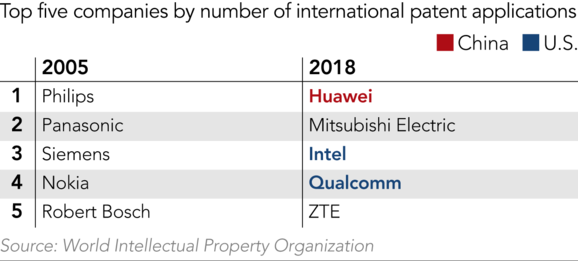 Top five companies by number of international patent applications
China U.S.
2005 2018
1 Philips Huawei
2 Panasonic Mitsubishi Electric
3 Siemens Intel
4 Nokia Qualcomm
5 Robert Bosch ZTE
Source: World Intellectual Property Organization